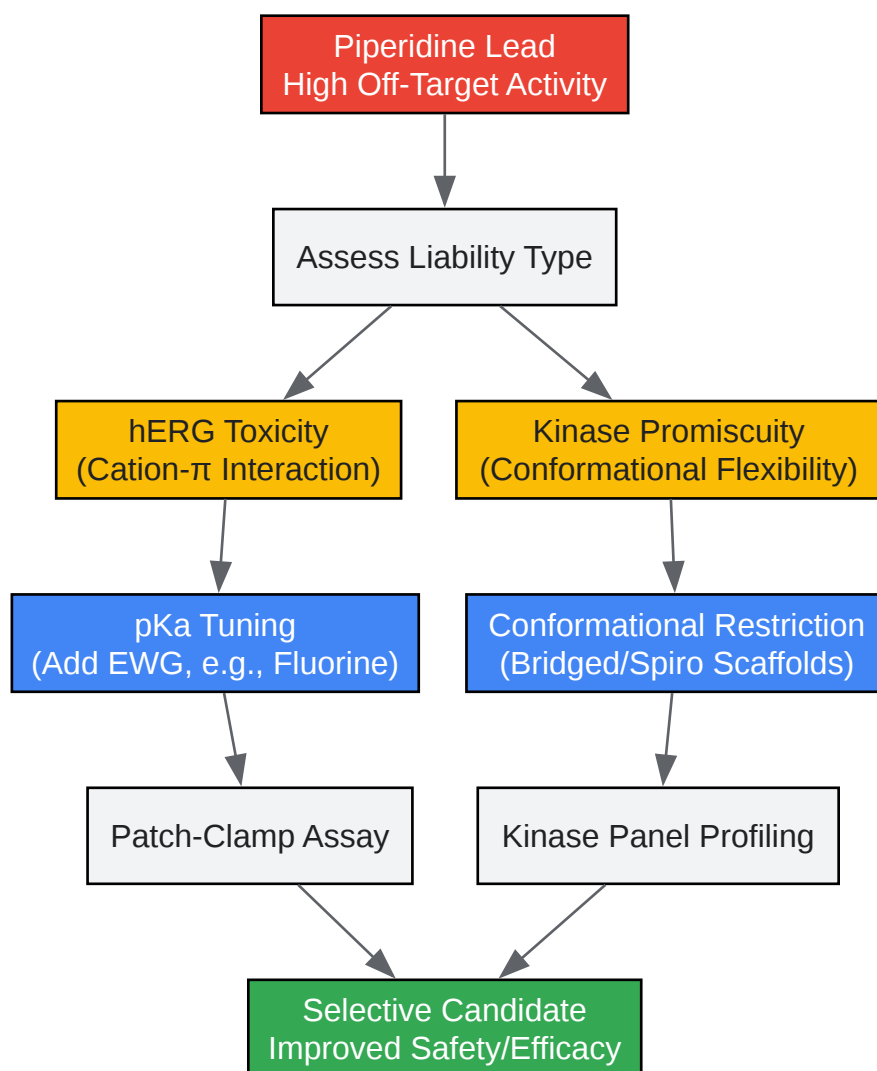 Piperidine Lead
High Off-Target Activity
Assess Liability Type
hERG Toxicity
(Cation-π Interaction)
Kinase Promiscuity
(Conformational Flexibility)
pKa Tuning
(Add EWG, e.g., Fluorine)
Conformational Restriction
(Bridged/Spiro Scaffolds)
Patch-Clamp Assay
Kinase Panel Profiling
Selective Candidate
Improved Safety/Efficacy